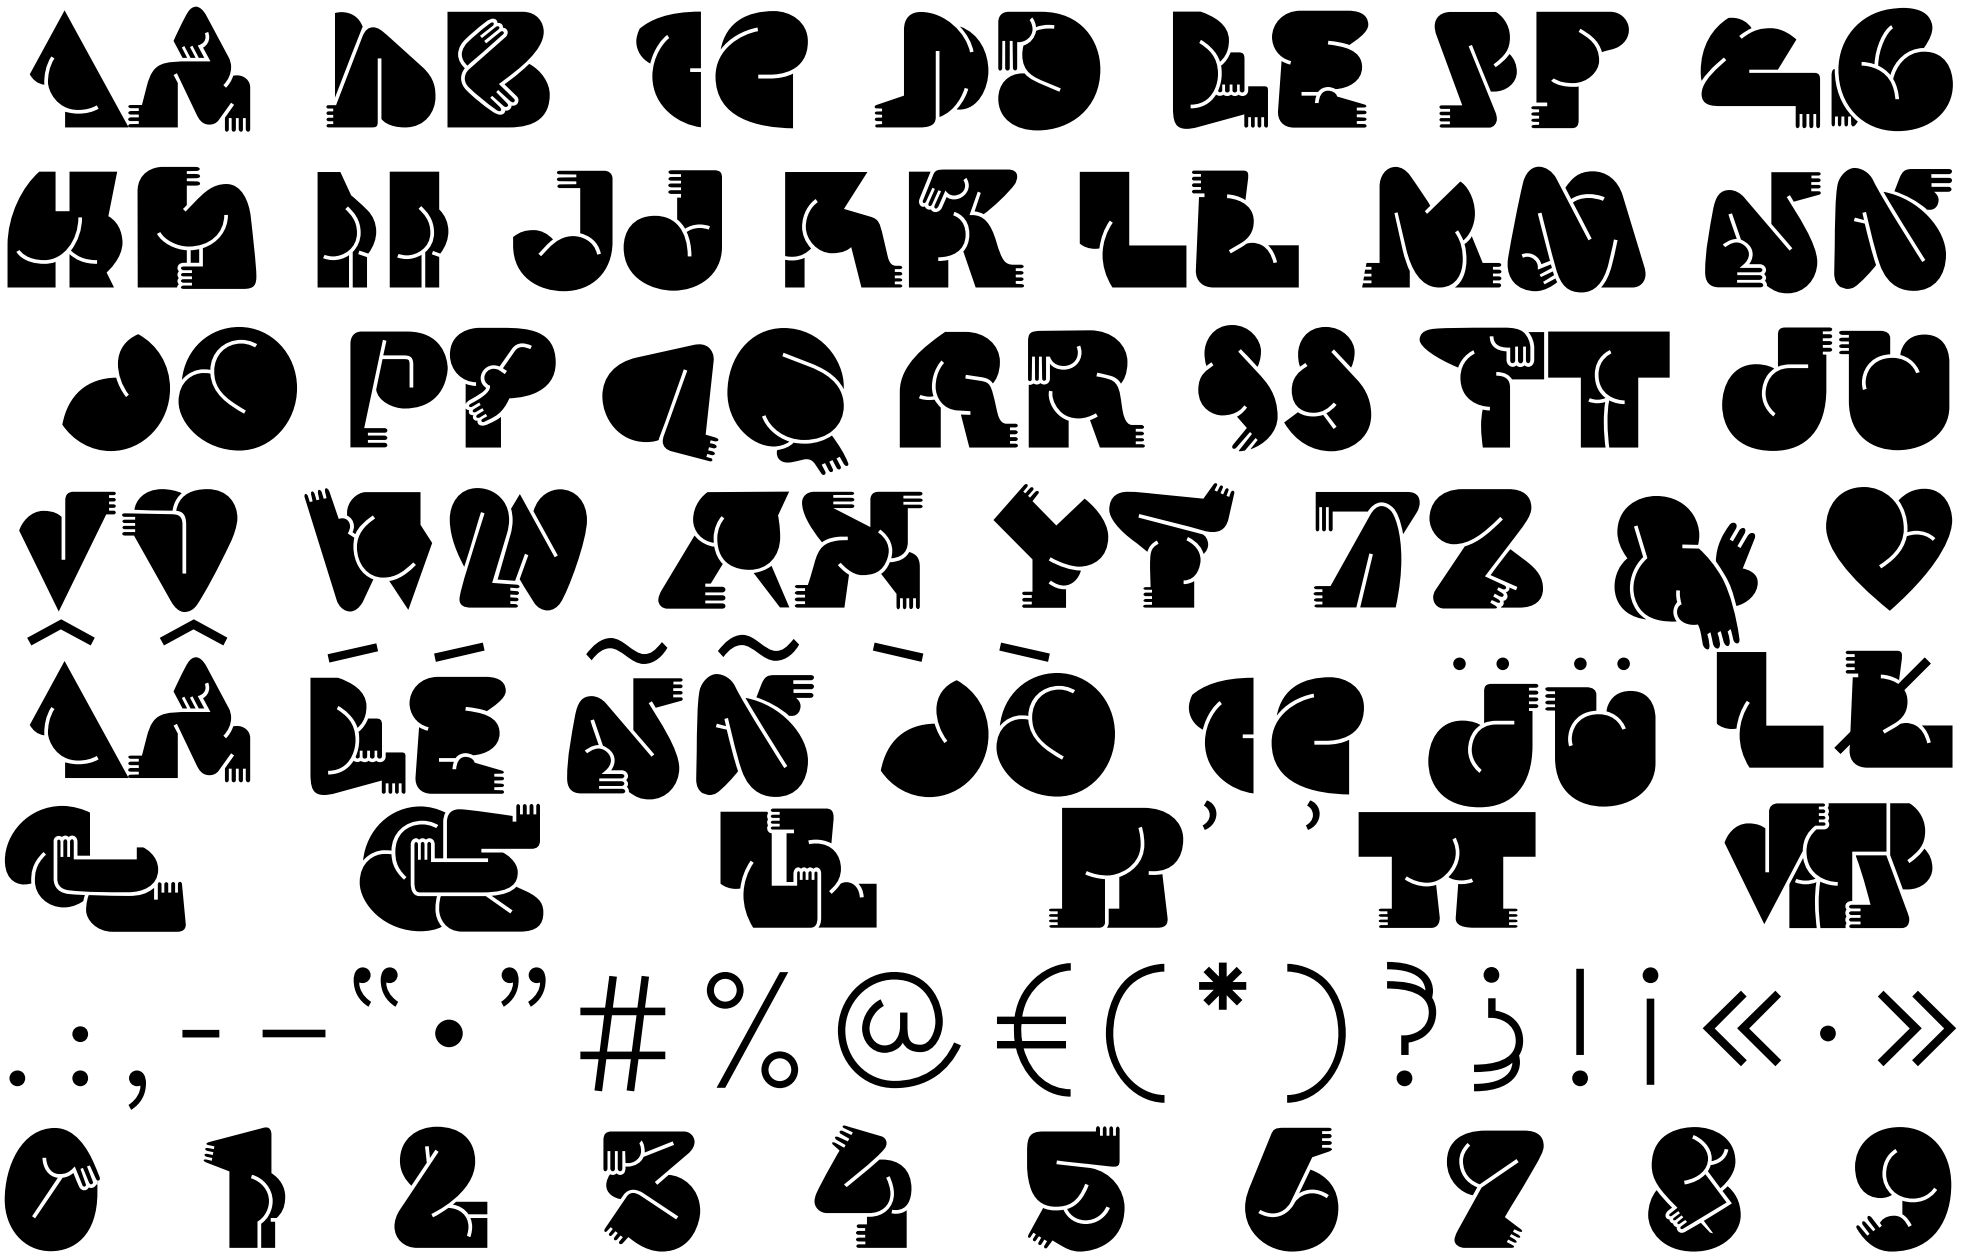 A A B B C C D D E E F F G G
H H I I J J K K L L M M N N
O O P P Q Q R R S S T T U U
V V W W X X Y Y Z Z & ♥
Â Â É É Ñ Ñ Ò Ò C C Ü Ü L Ł
. : , - — “ • ” # % @ € ( * ) ? ¿ ! ¡ « · »
0 1 2 3 4 5 6 7 8 9